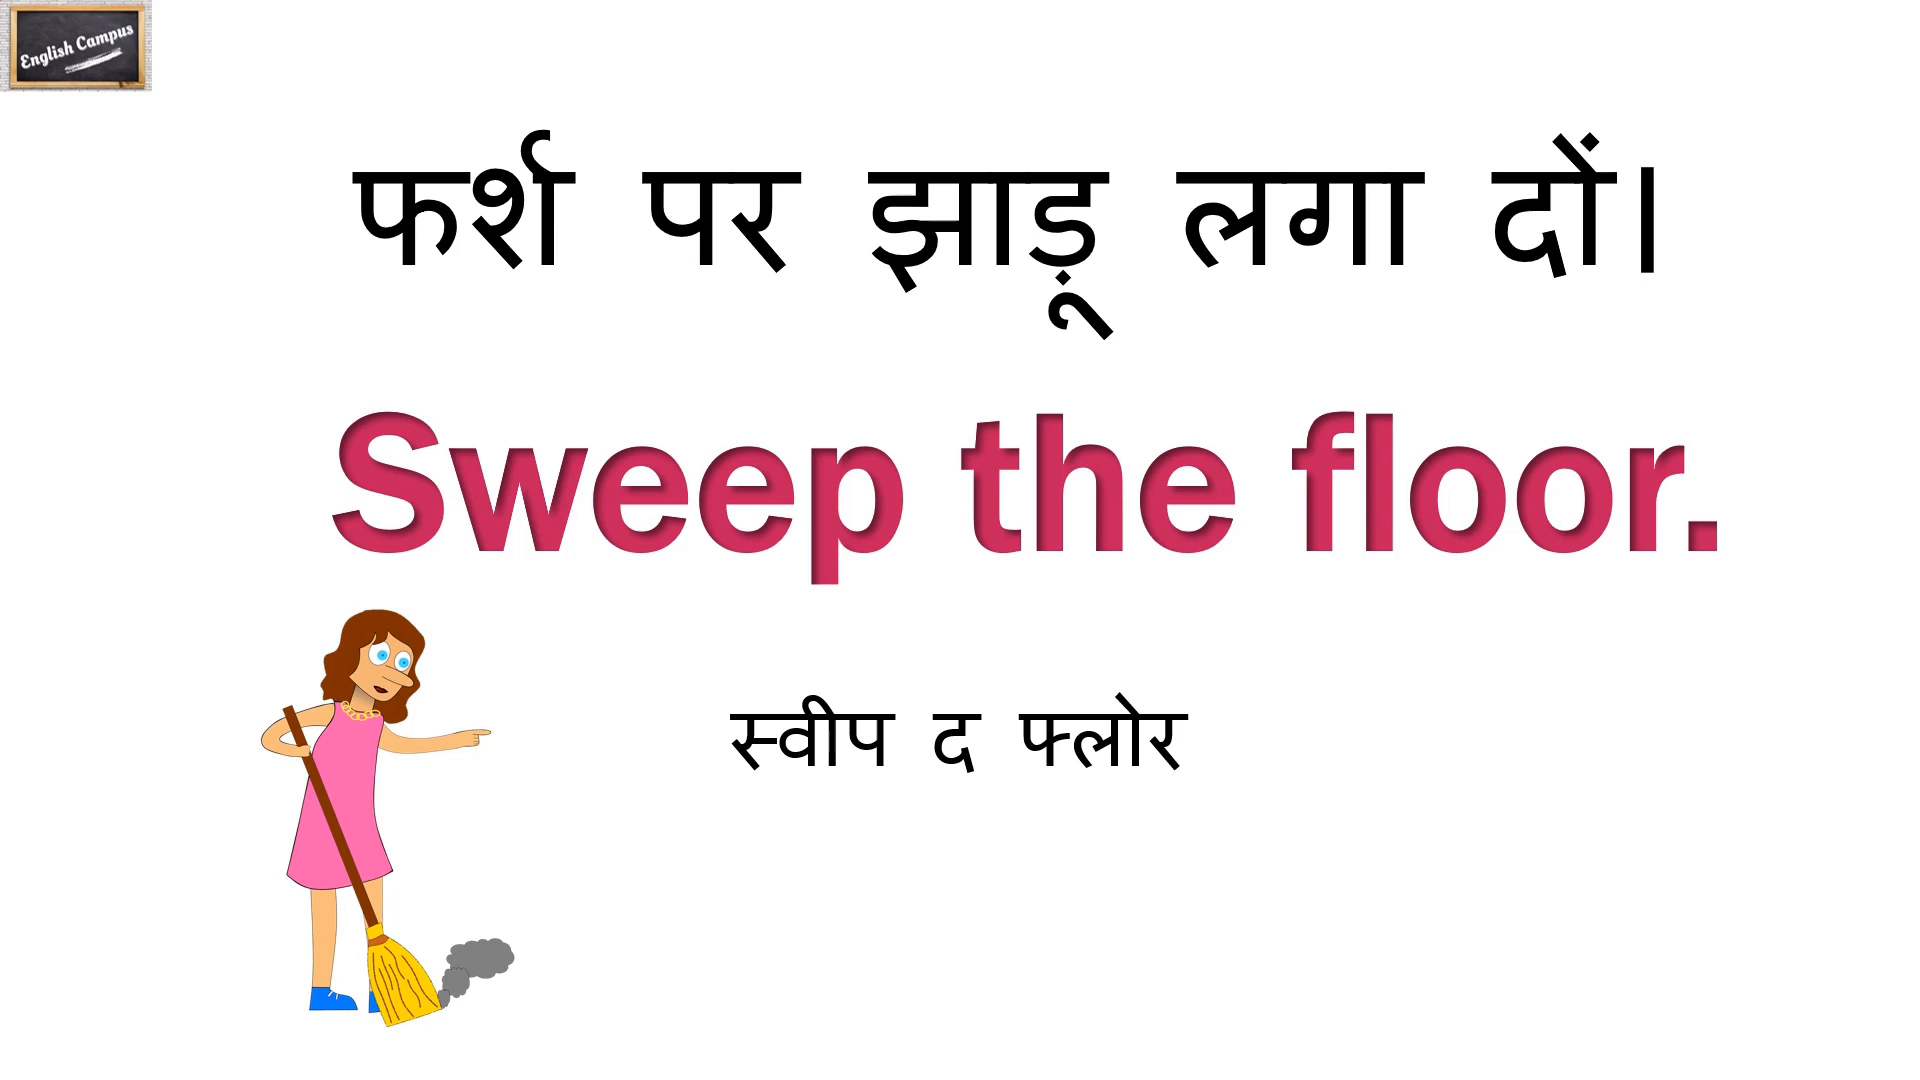 English Campus
फर्श पर झाड़ू लगा दों।
Sweep the floor.
स्वीप द फ्लोर